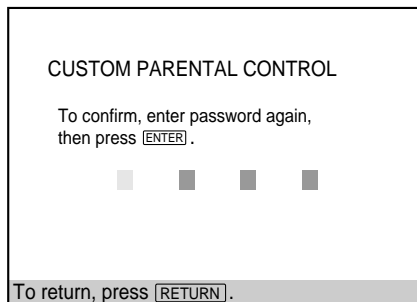 CUSTOM PARENTAL CONTROL
To confirm, enter password again,
then press ENTER .
To return, press RETURN .